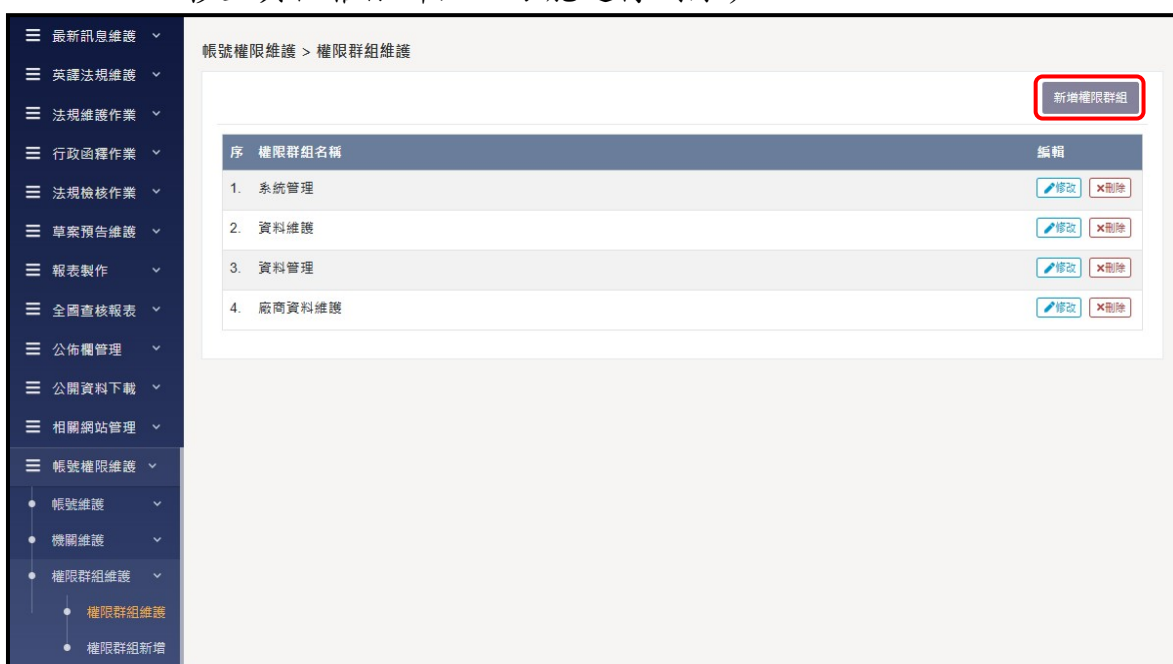 最新訊息維護
英譯法規維護
法規維護作業
行政函釋作業
法規檢核作業
草案預告維護
報表製作
全國查核報表
公佈欄管理
公開資料下載
相關網站管理
帳號權限維護
帳號維護
機關維護
權限群組維護
權限群組維護
權限群組新增
帳號權限維護 > 權限群組維護
新增權限群組
序 權限群組名稱 編輯
1. 系統管理 修改 刪除
2. 資料維護 修改 刪除
3. 資料管理 修改 刪除
4. 廠商資料維護 修改 刪除